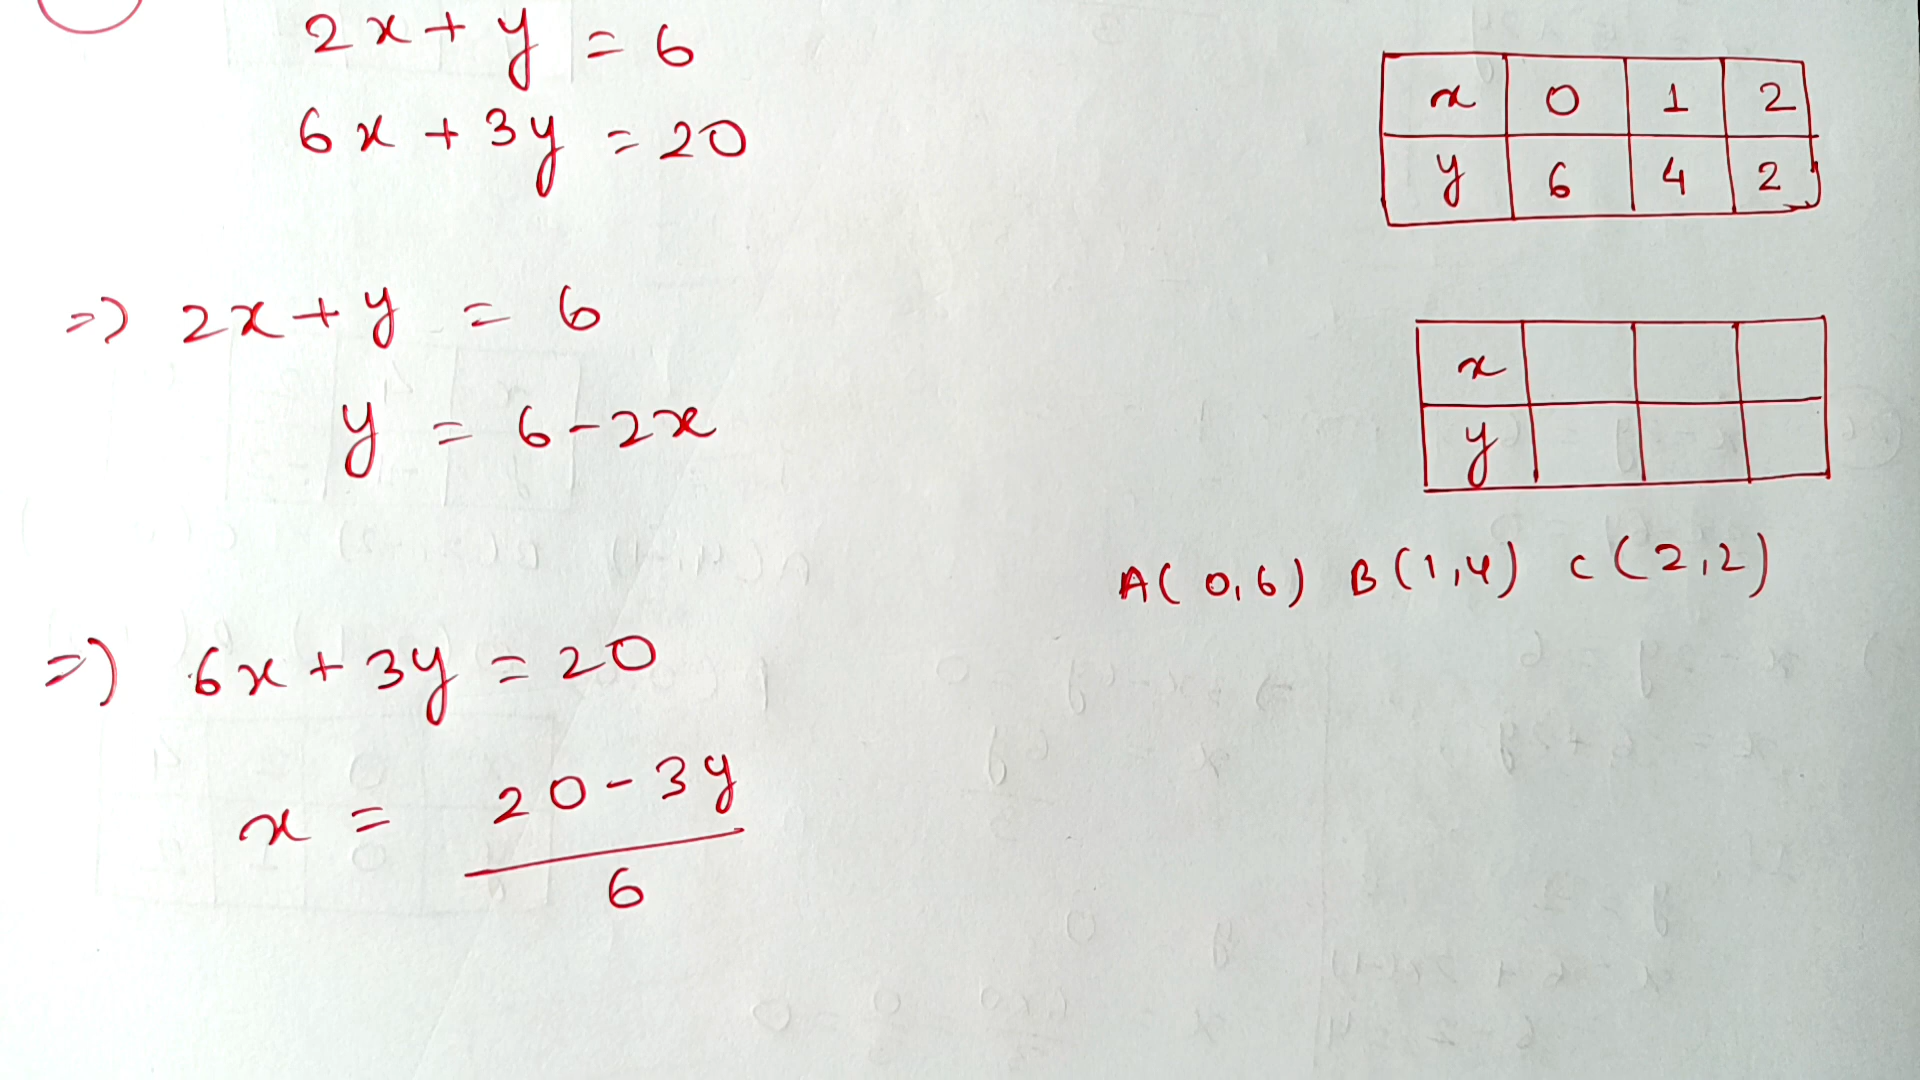 2x + y = 6
6x + 3y = 20
x 0 1 2
y 6 4 2
=> 2x + y = 6
y = 6 - 2x
x
y
A(0,6) B(1,4) C(2,2)
=> 6x + 3y = 20
x = 20 - 3y
6